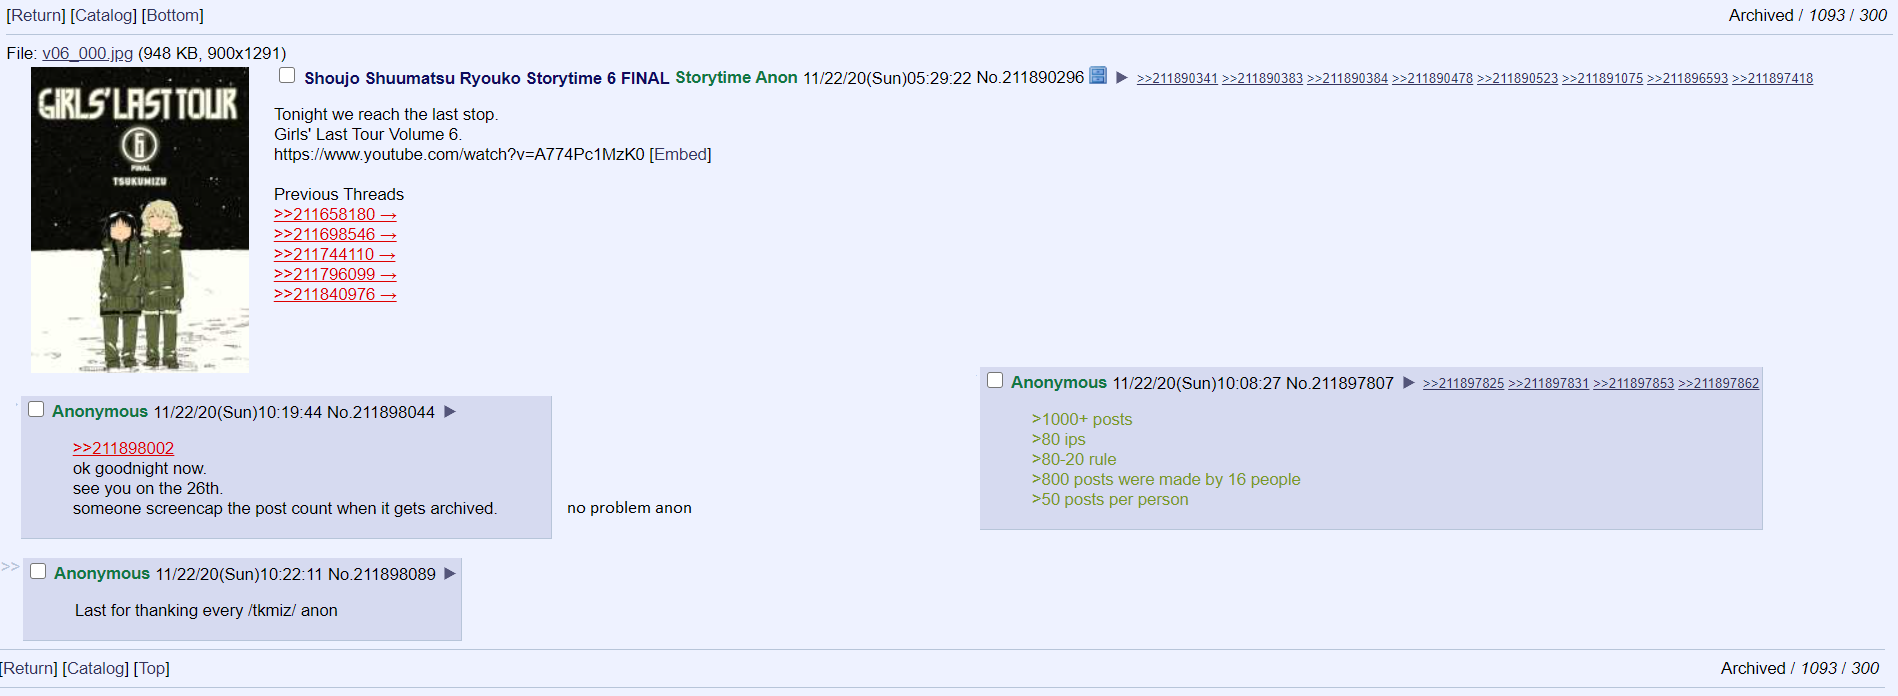 [Return] [Catalog] [Bottom]
Archived / 1093 / 300
File: v06_000.jpg (948 KB, 900x1291)
GIRLS' LAST TOUR
6
FINAL
TSUKUMIZU
Shoujo Shuumatsu Ryouko Storytime 6 FINAL Storytime Anon 11/22/20(Sun)05:29:22 No.211890296 ▶ >>211890341 >>211890383 >>211890384 >>211890478 >>211890523 >>211891075 >>211896593 >>211897418
Tonight we reach the last stop.
Girls' Last Tour Volume 6.
https://www.youtube.com/watch?v=A774Pc1MzK0 [Embed]
Previous Threads
>>211658180 →
>>211698546 →
>>211744110 →
>>211796099 →
>>211840976 →
Anonymous 11/22/20(Sun)10:08:27 No.211897807 ▶ >>211897825 >>211897831 >>211897853 >>211897862
>1000+ posts
>80 ips
>80-20 rule
>800 posts were made by 16 people
>50 posts per person
Anonymous 11/22/20(Sun)10:19:44 No.211898044 ▶
>>211898002
ok goodnight now.
see you on the 26th.
someone screencap the post count when it gets archived.
no problem anon
>> Anonymous 11/22/20(Sun)10:22:11 No.211898089 ▶
Last for thanking every /tkmiz/ anon
[Return] [Catalog] [Top]
Archived / 1093 / 300